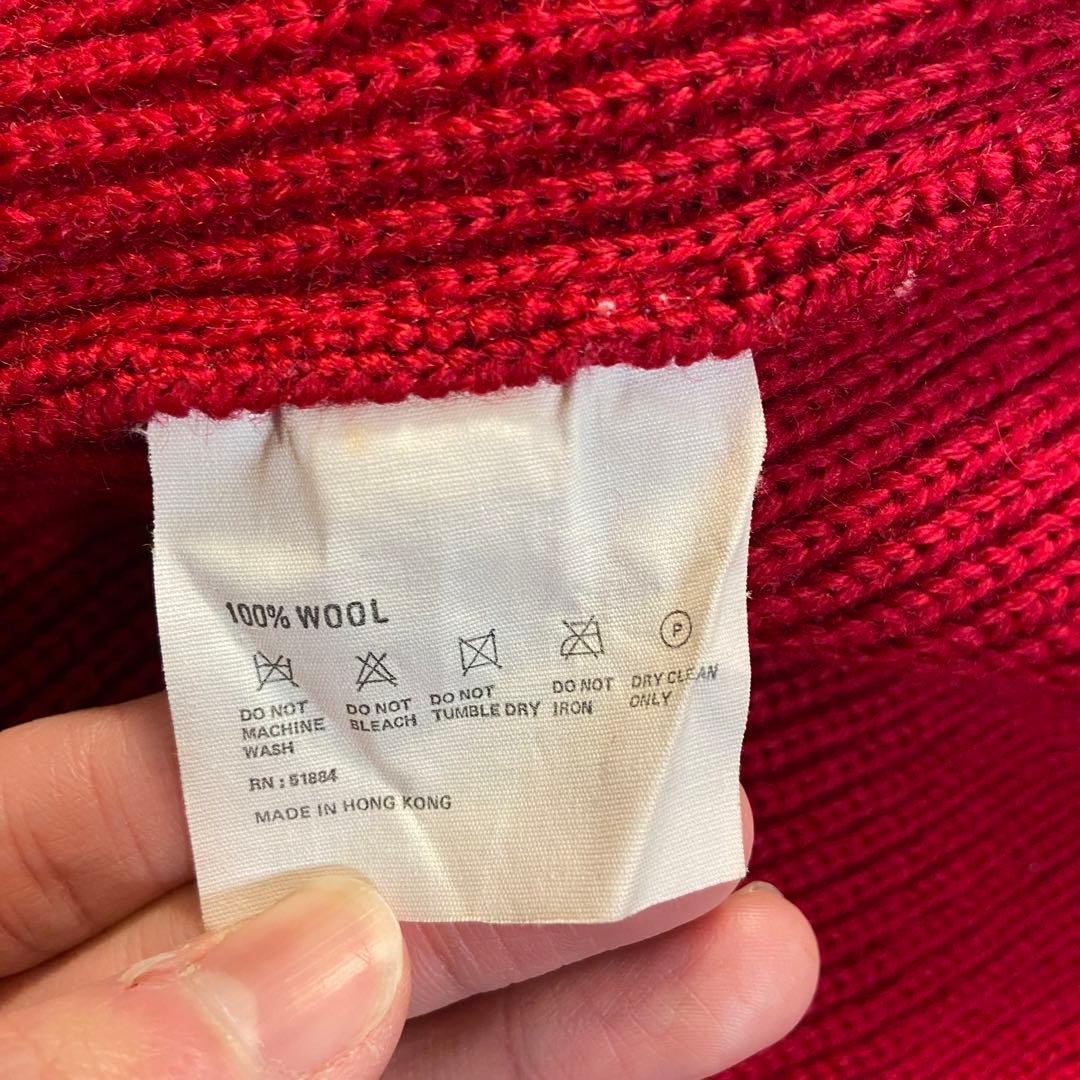 100% WOOL
P
DO NOT
MACHINE
WASH
DO NOT
BLEACH
DO NOT
TUMBLE DRY
DO NOT
IRON
DRY CLEAN
ONLY
RN : 51884
MADE IN HONG KONG